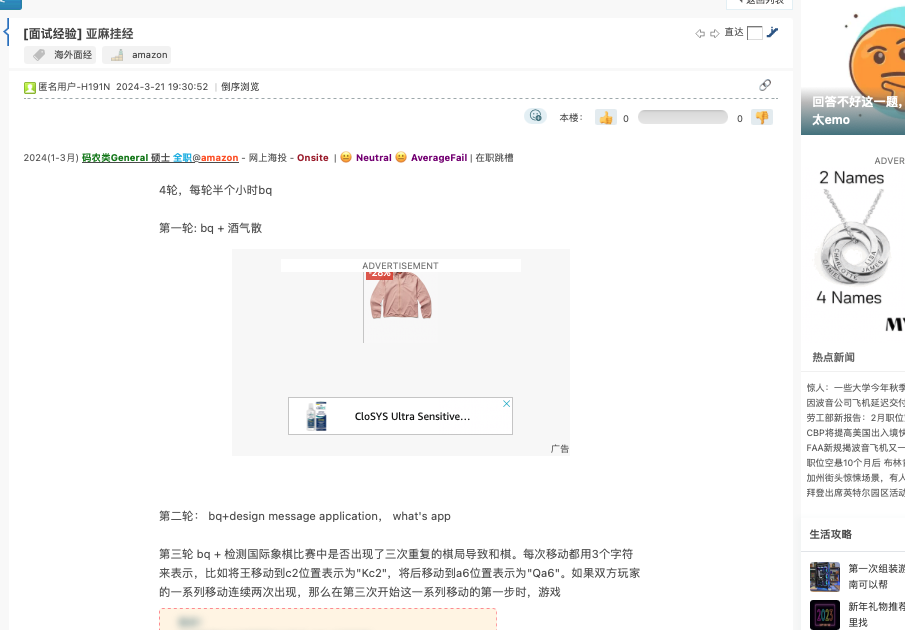 返回列表
[面试经验] 亚麻挂经
直达
海外面经
amazon
匿名用户-H191N 2024-3-21 19:30:52 | 倒序浏览
本楼: 👍 0 0 👎
2024(1-3月) 码农类General 硕士 全职@amazon - 网上海投 - Onsite | 😐 Neutral 😐 AverageFail | 在职跳槽
4轮，每轮半个小时bq
第一轮: bq + 酒气散
ADVERTISEMENT
CloSYS Ultra Sensitive...
广告
第二轮： bq+design message application， what's app
第三轮 bq + 检测国际象棋比赛中是否出现了三次重复的棋局导致和棋。每次移动都用3个字符
来表示，比如将王移动到c2位置表示为"Kc2"，将后移动到a6位置表示为"Qa6"。如果双方玩家
的一系列移动连续两次出现，那么在第三次开始这一系列移动的第一步时，游戏
回答不好这一题，
太emo
ADVER
2 Names
CHARLOTTE
LISA
JAMES
DANIEL
4 Names
MY
热点新闻
惊人：一些大学今年秋季
因波音公司飞机延迟交付
劳工部新报告：2月职位
CBP将提高美国出入境快
FAA新规揭波音飞机又一
职位空悬10个月后 布林肯
加州街头惊悚场景，有人
拜登出席英特尔园区活动
生活攻略
第一次组装游
南可以帮
2023
新年礼物推荐
里找